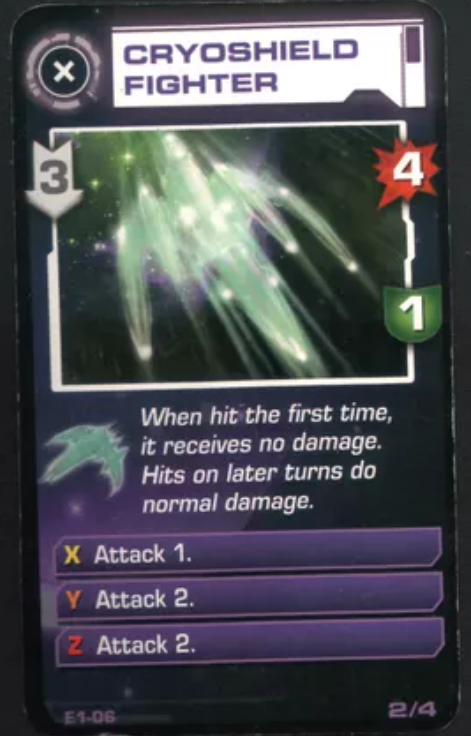 X
CRYOSHIELD
FIGHTER
3
4
1
When hit the first time,
it receives no damage.
Hits on later turns do
normal damage.
X Attack 1.
Y Attack 2.
Z Attack 2.
E1-06
2/4